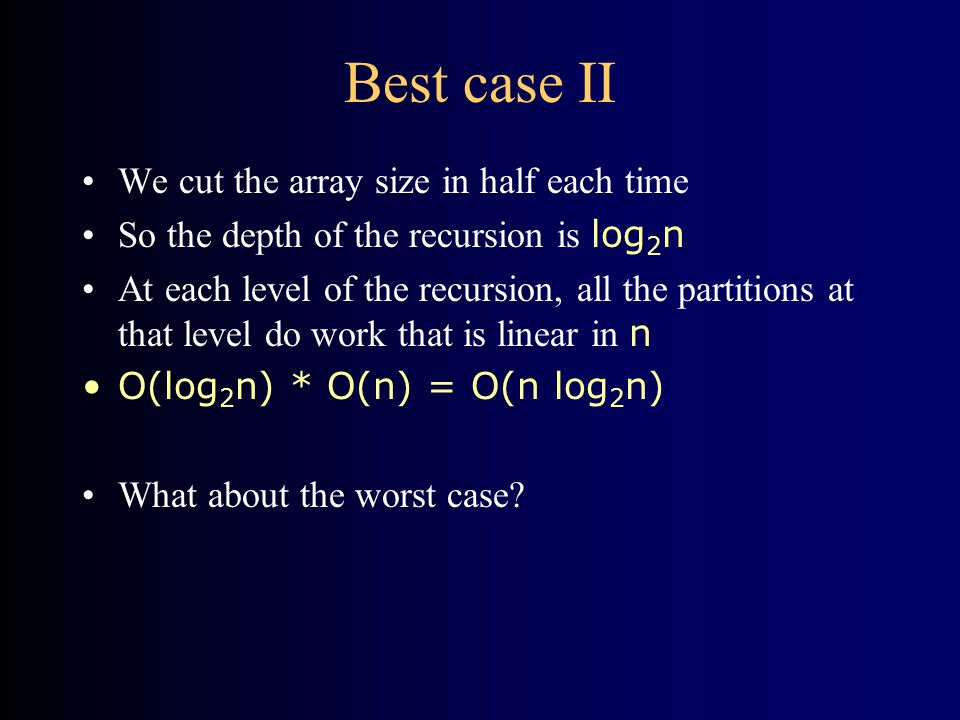 Best case II
• We cut the array size in half each time
• So the depth of the recursion is log₂n
• At each level of the recursion, all the partitions at
that level do work that is linear in n
• O(log₂n) * O(n) = O(n log₂n)
• What about the worst case?